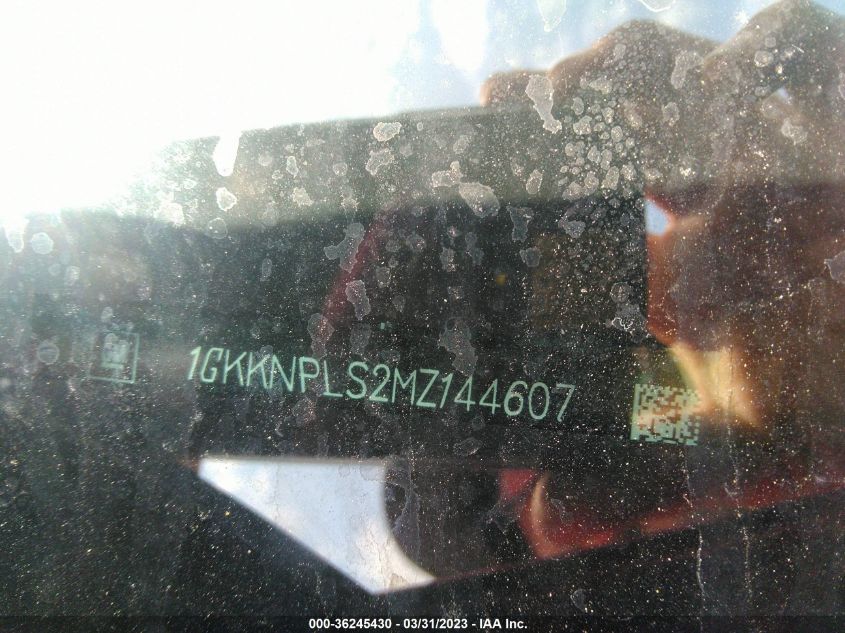 1GKKNPLS2MZ144607
000-36245430 - 03/31/2023 - IAA Inc.